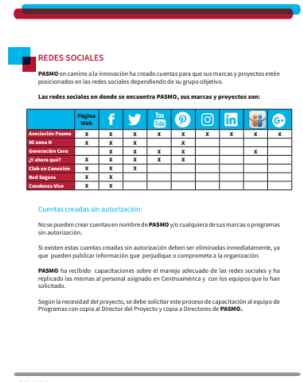 REDES SOCIALES
PASMO en camino a la innovación ha creado cuentas para que sus marcas y proyectos estén
posicionados en las redes sociales dependiendo de su grupo objetivo.
Las redes sociales en donde se encuentra PASMO, sus marcas y proyectos son:
Página Web f You Tube in G+
Asociación Pasmo X X X X X X X X X
Mi zona H X X X X
Generación Cero X X X X X
¿Y ahora qué? X X X X X
Club en Conexión X X X
Red Segura X X
Condones Vive X X
Cuentas creadas sin autorización:
No se pueden crear cuentas en nombre de PASMO y/o cualquiera de sus marcas o programas
sin autorización.
Si existen estas cuentas creadas sin autorización deben ser eliminadas inmediatamente, ya
que pueden publicar información que perjudique o comprometa a la organización.
PASMO ha recibido capacitaciones sobre el manejo adecuado de las redes sociales y ha
replicado las mismas al personal asignado en Centroamérica y con los equipos que lo han
solicitado.
Según la necesidad del proyecto, se debe solicitar este proceso de capacitación al equipo de
Programas con copia al Director del Proyecto y copia a Directores de PASMO.